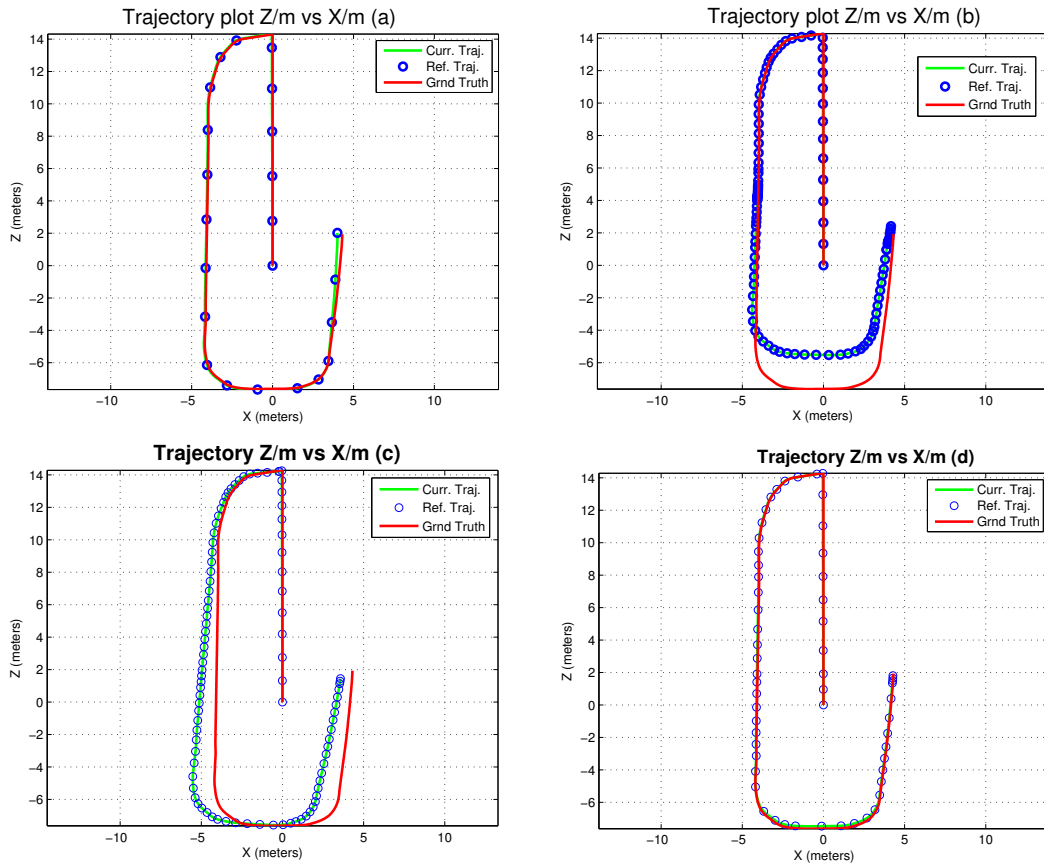 Trajectory plot Z/m vs X/m (a)
14
12
10
8
6
4
2
0
−2
−4
−6
Z (meters)
−10
−5
0
5
10
X (meters)
Curr. Traj.
Ref. Traj.
Grnd Truth
Trajectory plot Z/m vs X/m (b)
14
12
10
8
6
4
2
0
−2
−4
−6
Z (meters)
−10
−5
0
5
10
X (meters)
Curr. Traj.
Ref. Traj.
Grnd Truth
Trajectory Z/m vs X/m (c)
14
12
10
8
6
4
2
0
−2
−4
−6
Z (meters)
−10
−5
0
5
10
X (meters)
Curr. Traj.
Ref. Traj.
Grnd Truth
Trajectory Z/m vs X/m (d)
14
12
10
8
6
4
2
0
−2
−4
−6
Z (meters)
−10
−5
0
5
10
X (meters)
Curr. Traj.
Ref. Traj.
Grnd Truth